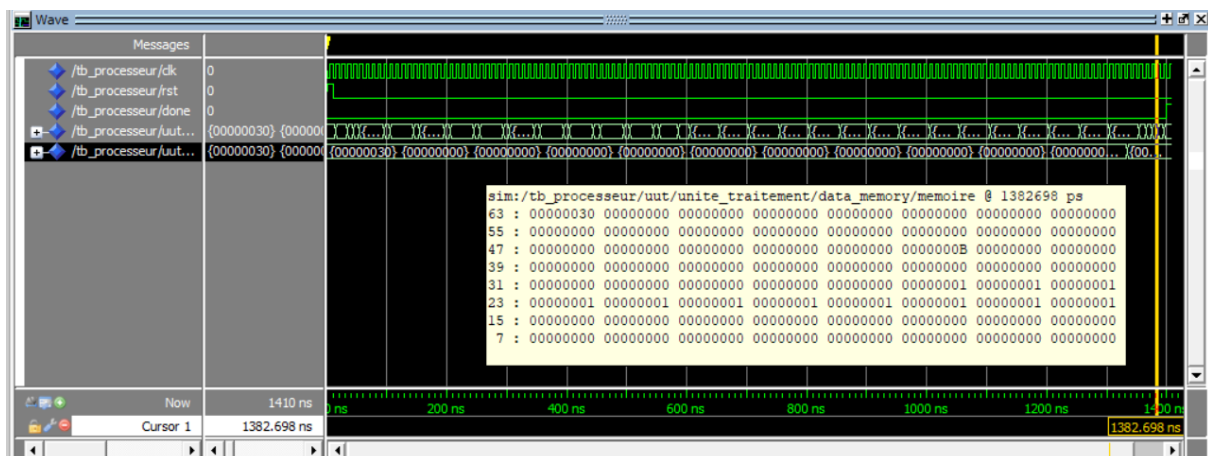 Wave
Messages
/tb_processeur/clk 0
/tb_processeur/rst 0
/tb_processeur/done 0
/tb_processeur/uut... {00000030} {00000
/tb_processeur/uut... {00000030} {00000 {00000030} {00000000} {00000000} {00000000} {00000000} {00000000} {00000000} {00000000} {00000000} {00000000} {0000000... {00...
sim:/tb_processeur/uut/unite_traitement/data_memory/memoire @ 1382698 ps
63 : 00000030 00000000 00000000 00000000 00000000 00000000 00000000 00000000
55 : 00000000 00000000 00000000 00000000 00000000 00000000 00000000 00000000
47 : 00000000 00000000 00000000 00000000 00000000 0000000B 00000000 00000000
39 : 00000000 00000000 00000000 00000000 00000000 00000000 00000000 00000000
31 : 00000000 00000000 00000000 00000000 00000000 00000001 00000001 00000001
23 : 00000001 00000001 00000001 00000001 00000001 00000001 00000001 00000001
15 : 00000000 00000000 00000000 00000000 00000000 00000000 00000000 00000000
7 : 00000000 00000000 00000000 00000000 00000000 00000000 00000000 00000000
Now 1410 ns
200 ns 400 ns 600 ns 800 ns 1000 ns 1200 ns
Cursor 1 1382.698 ns 1382.698 ns